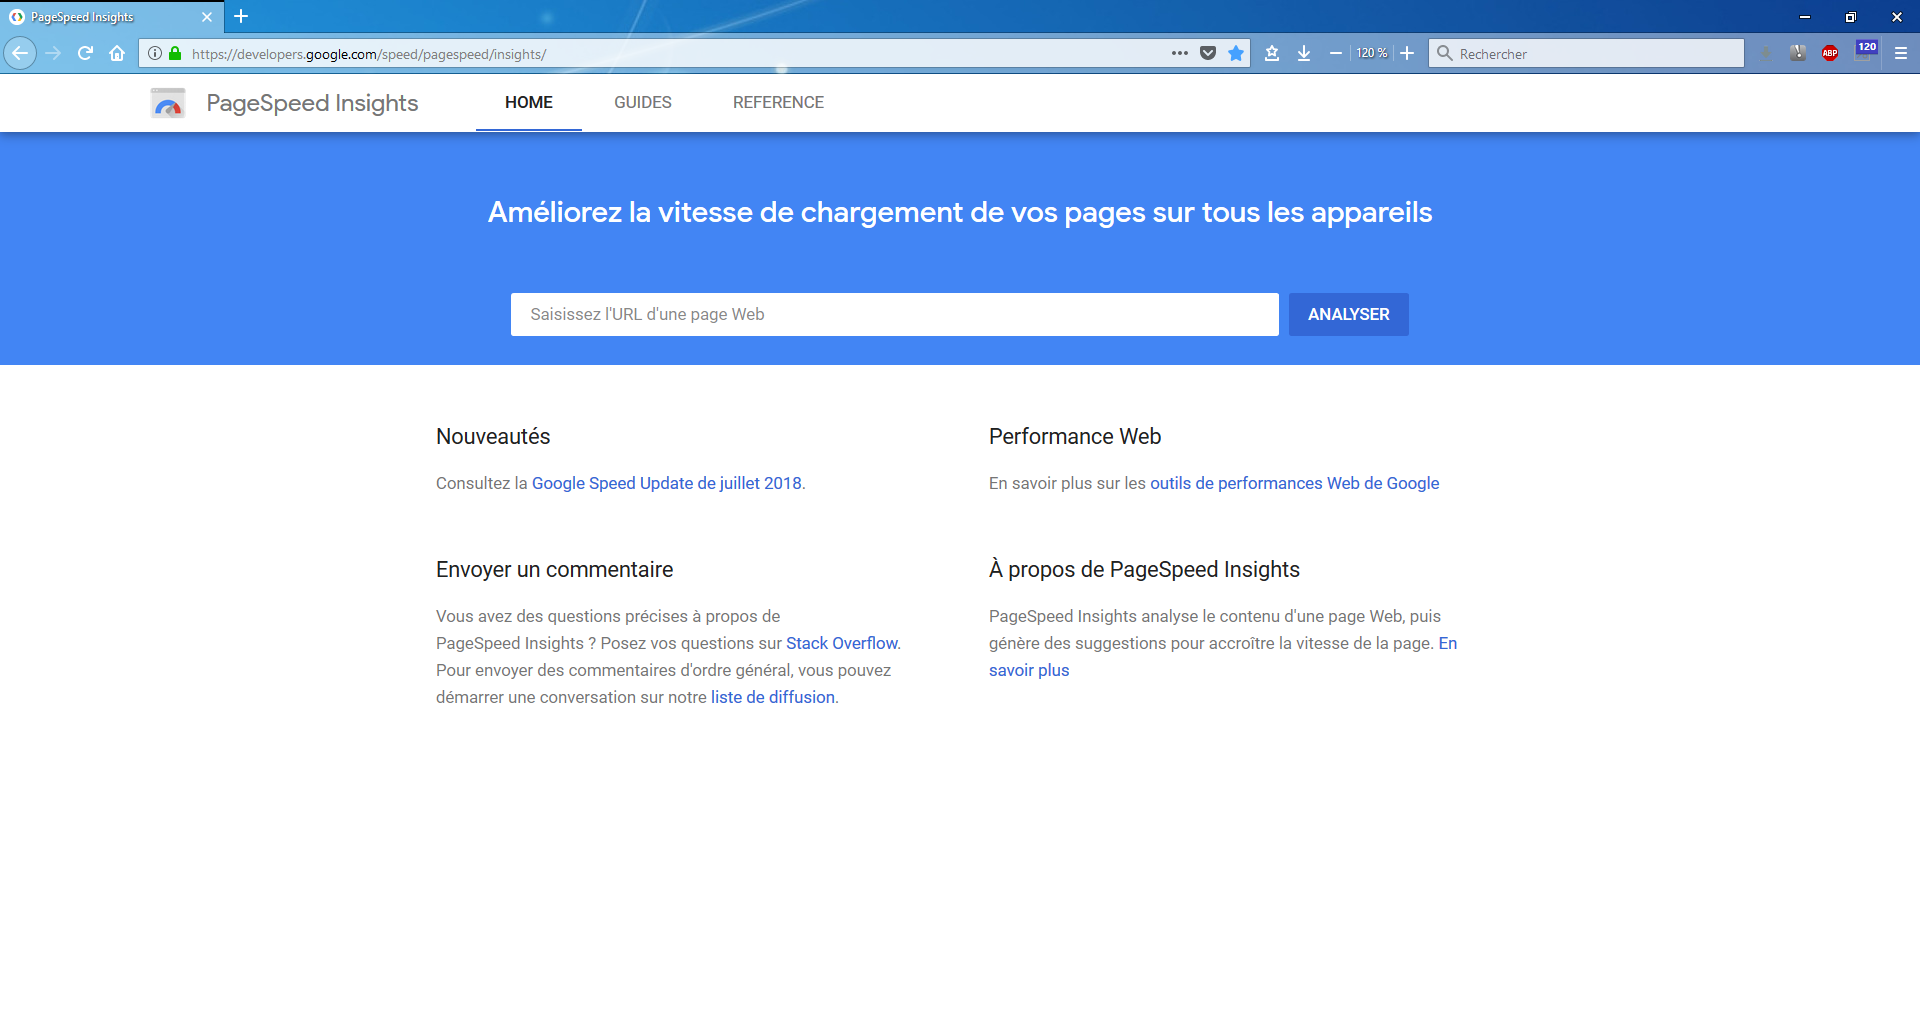 PageSpeed Insights
https://developers.google.com/speed/pagespeed/insights/
120 %
Rechercher
ABP
120
PageSpeed Insights
HOME
GUIDES
REFERENCE
Améliorez la vitesse de chargement de vos pages sur tous les appareils
Saisissez l'URL d'une page Web
ANALYSER
Nouveautés
Consultez la Google Speed Update de juillet 2018.
Performance Web
En savoir plus sur les outils de performances Web de Google
Envoyer un commentaire
Vous avez des questions précises à propos de
PageSpeed Insights ? Posez vos questions sur Stack Overflow.
Pour envoyer des commentaires d'ordre général, vous pouvez
démarrer une conversation sur notre liste de diffusion.
À propos de PageSpeed Insights
PageSpeed Insights analyse le contenu d'une page Web, puis
génère des suggestions pour accroître la vitesse de la page. En
savoir plus